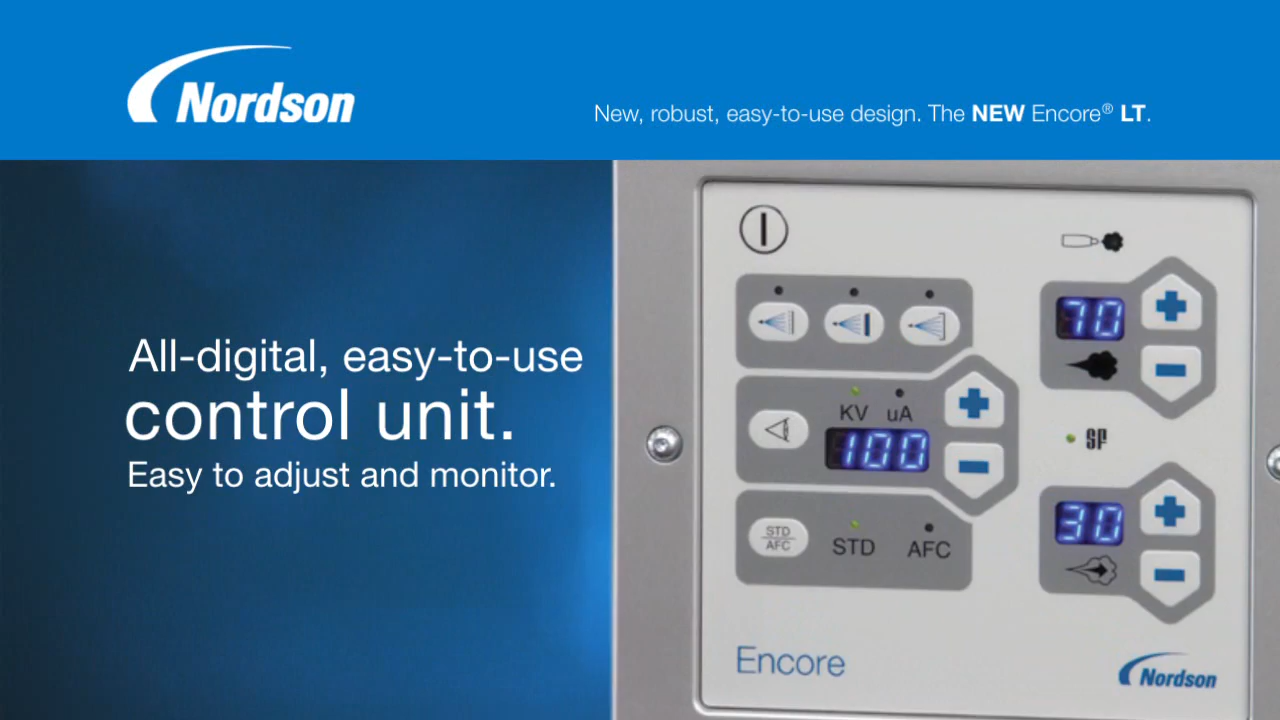 Nordson
New, robust, easy-to-use design. The NEW Encore® LT.
All-digital, easy-to-use
control unit.
Easy to adjust and monitor.
70
KV uA
100
SF
STD
AFC
STD AFC
30
Encore
Nordson